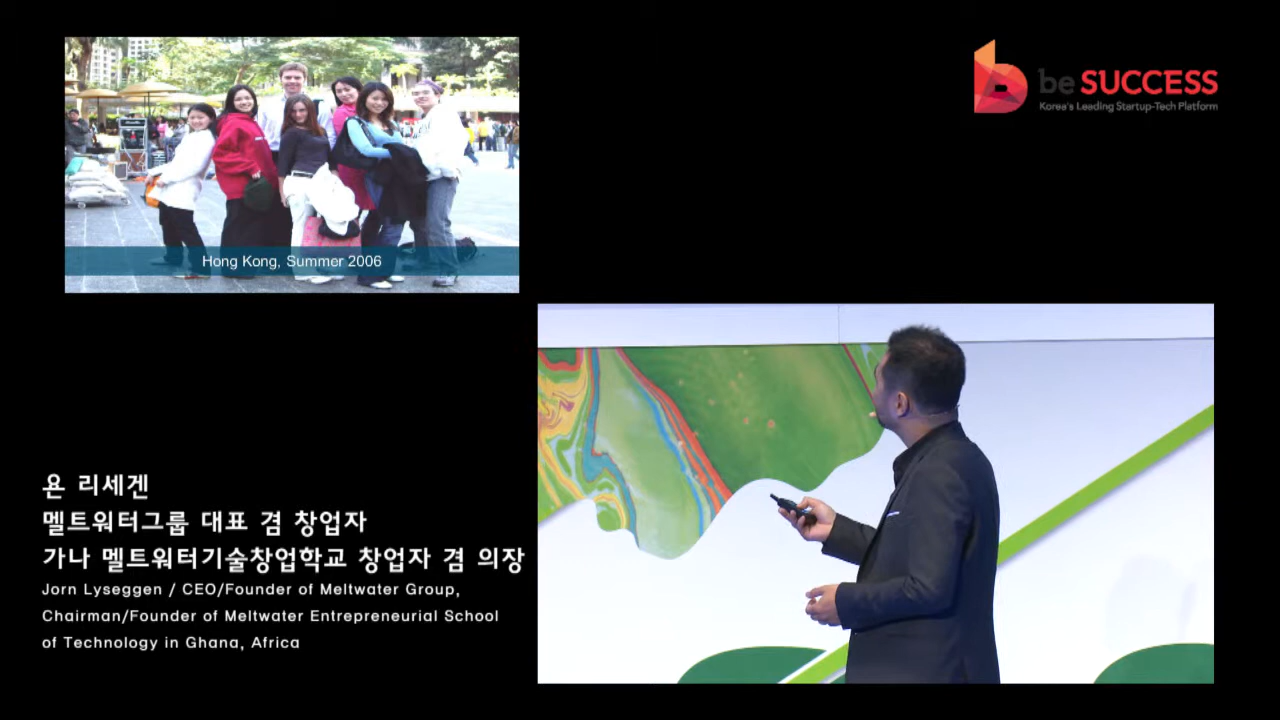 be SUCCESS
Korea's Leading Startup-Tech Platform
Hong Kong, Summer 2006
욘 리세겐
멜트워터그룹 대표 겸 창업자
가나 멜트워터기술창업학교 창업자 겸 의장
Jorn Lyseggen / CEO/Founder of Meltwater Group,
Chairman/Founder of Meltwater Entrepreneurial School
of Technology in Ghana, Africa